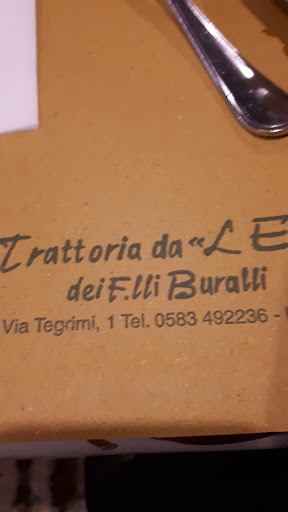 Trattoria da «LE
dei F.lli Buralli
Via Tegrimi, 1 Tel. 0583 492236 -